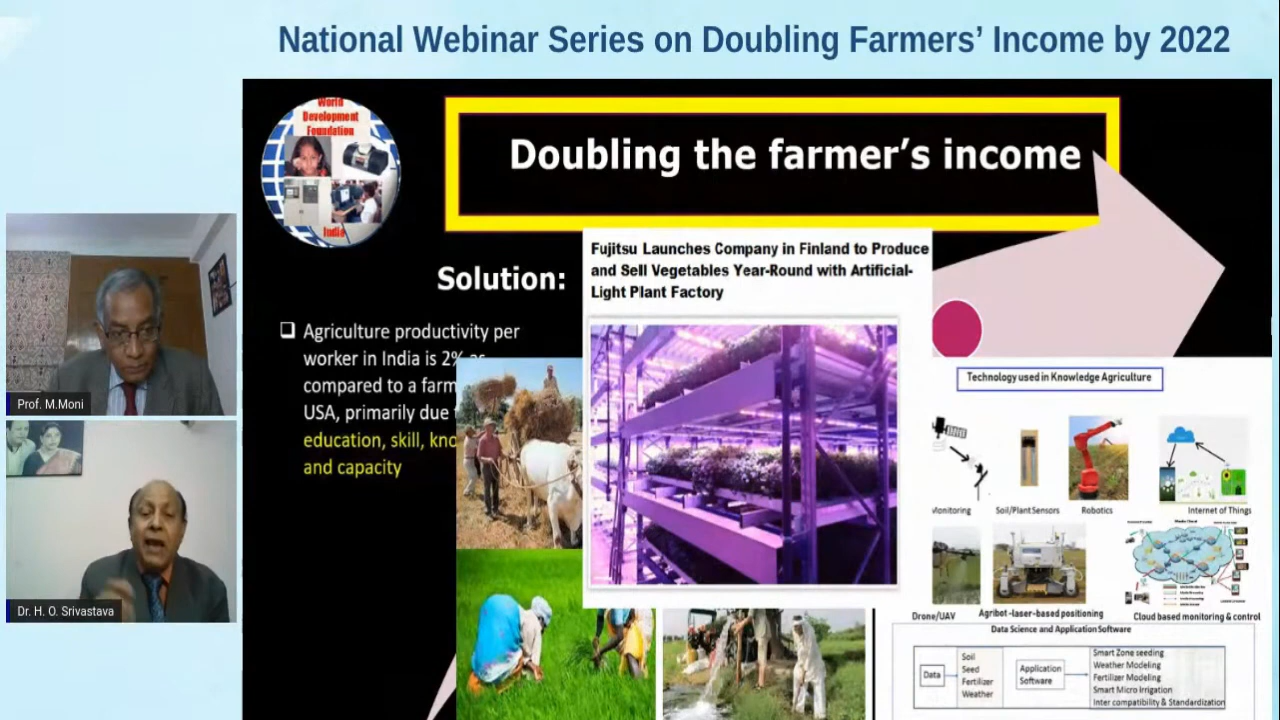 National Webinar Series on Doubling Farmers' Income by 2022
World
Development
Foundation
India
Doubling the farmer's income
Solution:
Fujitsu Launches Company in Finland to Produce
and Sell Vegetables Year-Round with Artificial-
Light Plant Factory
❑ Agriculture productivity per
worker in India is 2%
compared to a farm
USA, primarily due
education, skill,
and capacity
Technology used in Knowledge Agriculture
Soil/Plant Sensors
Robotics
Internet of Things
Drone/UAV
Agribot -laser-based positioning
Cloud based monitoring & control
Data Science and Application Software
Data
Soil
Seed
Fertilizer
Weather
Application
Software
Smart Zone seeding
Weather Modeling
Fertilizer Modeling
Smart Micro Irrigation
Inter compatibility & Standardization
Prof. M.Moni
Dr. H. O. Srivastava